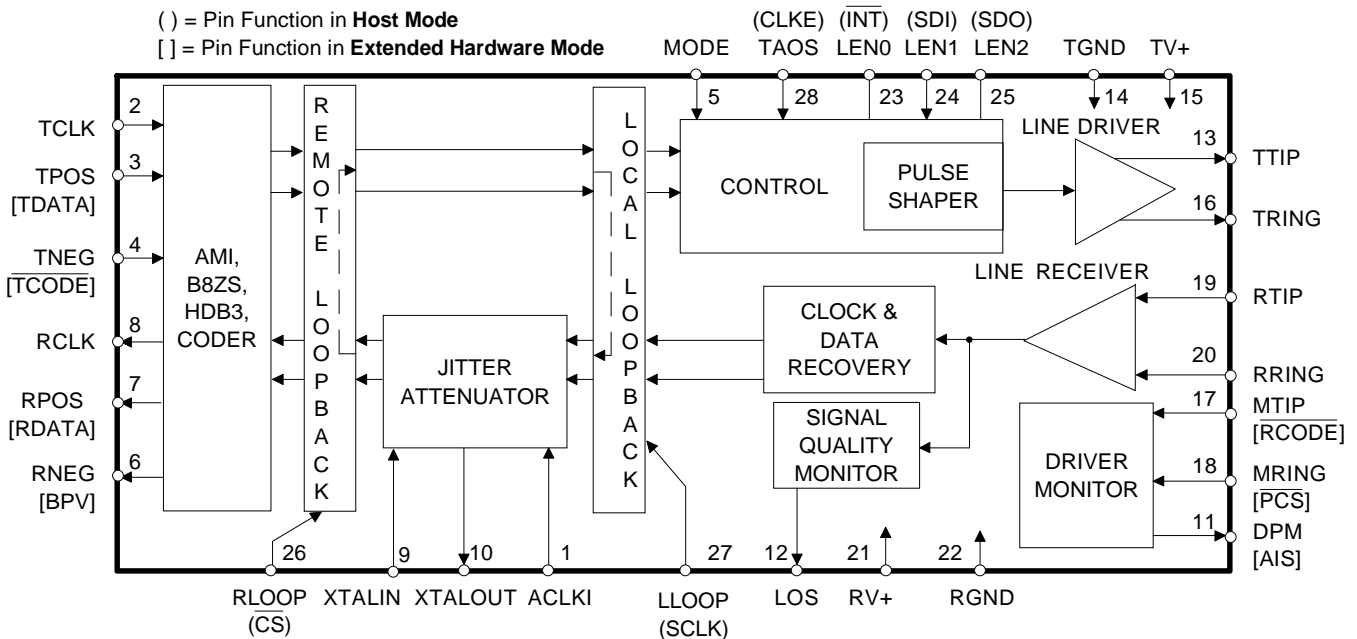 ( ) = Pin Function in Host Mode
[ ] = Pin Function in Extended Hardware Mode
(CLKE) (INT) (SDI) (SDO)
MODE TAOS LEN0 LEN1 LEN2 TGND TV+
5 28 23 24 25 14 15
2
TCLK
3
TPOS
[TDATA]
4
TNEG
[TCODE]
8
RCLK
7
RPOS
[RDATA]
6
RNEG
[BPV]
AMI,
B8ZS,
HDB3,
CODER
REMOTE LOOPBACK
JITTER
ATTENUATOR
LOCAL LOOPBACK
CONTROL
PULSE
SHAPER
LINE DRIVER
13
TTIP
16
TRING
LINE RECEIVER
19
RTIP
20
RRING
CLOCK &
DATA
RECOVERY
SIGNAL
QUALITY
MONITOR
DRIVER
MONITOR
17
MTIP
[RCODE]
18
MRING
[PCS]
11
DPM
[AIS]
26 9 10 1 27 12 21 22
RLOOP XTALIN XTALOUT ACLKI LLOOP LOS RV+ RGND
(CS) (SCLK)